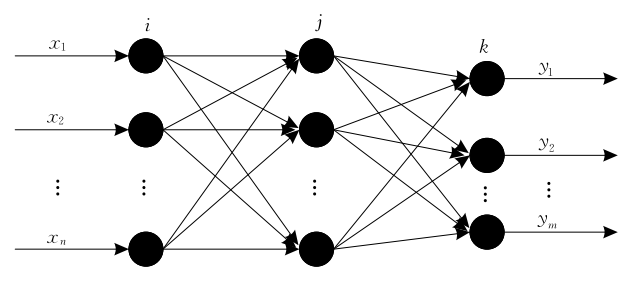 i
j
k
x₁
y₁
x₂
y₂
⋮ ⋮ ⋮ ⋮ ⋮
xₙ
yₘ